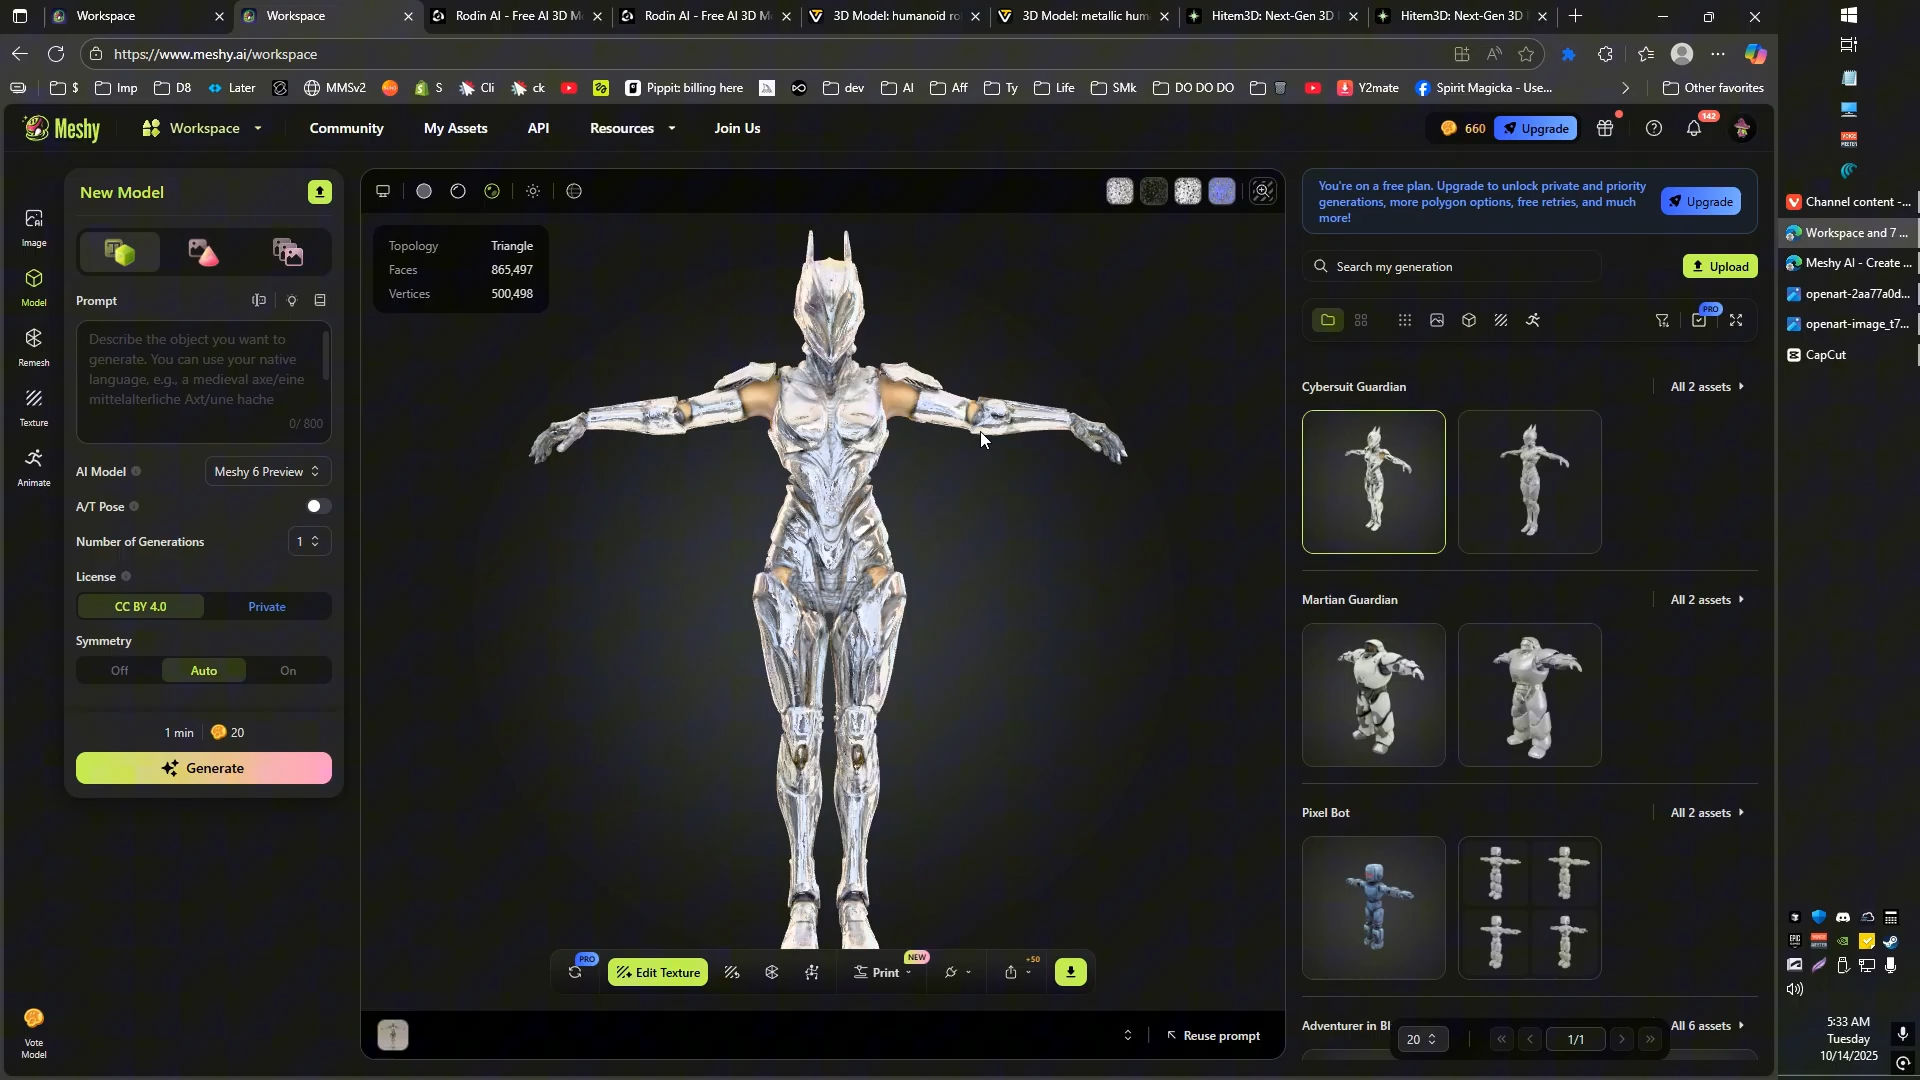 Workspace
Workspace
Rodin AI - Free AI 3D M
Rodin AI - Free AI 3D M
3D Model: humanoid ro
3D Model: metallic hum
Hitem3D: Next-Gen 3D
Hitem3D: Next-Gen 3D
https://www.meshy.ai/workspace
$
Imp
D8
Later
MMSv2
S
Cli
ck
Pippit: billing here
dev
AI
Aff
Ty
Life
SMk
DO DO DO
Y2mate
Spirit Magicka - Use...
Other favorites
Meshy
Workspace
Community
My Assets
API
Resources
Join Us
660
Upgrade
142
Image
Model
Remesh
Texture
Animate
Vote
Model
New Model
Prompt
Describe the object you want to
generate. You can use your native
language, e.g., a medieval axe/eine
mittelalterliche Axt/une hache
0/ 800
AI Model
Meshy 6 Preview
A/T Pose
Number of Generations
1
License
CC BY 4.0
Private
Symmetry
Off
Auto
On
1 min
20
Generate
Topology Triangle
Faces 865,497
Vertices 500,498
PRO
Edit Texture
Print
NEW
+50
Reuse prompt
You're on a free plan. Upgrade to unlock private and priority
generations, more polygon options, free retries, and much
more!
Upgrade
Search my generation
Upload
PRO
Cybersuit Guardian
All 2 assets
Martian Guardian
All 2 assets
Pixel Bot
All 2 assets
Adventurer in Bl
All 6 assets
20
1/1
Channel content -...
Workspace and 7 ...
Meshy AI - Create ...
openart-2aa77a0d...
openart-image_t7...
CapCut
5:33 AM
Tuesday
10/14/2025